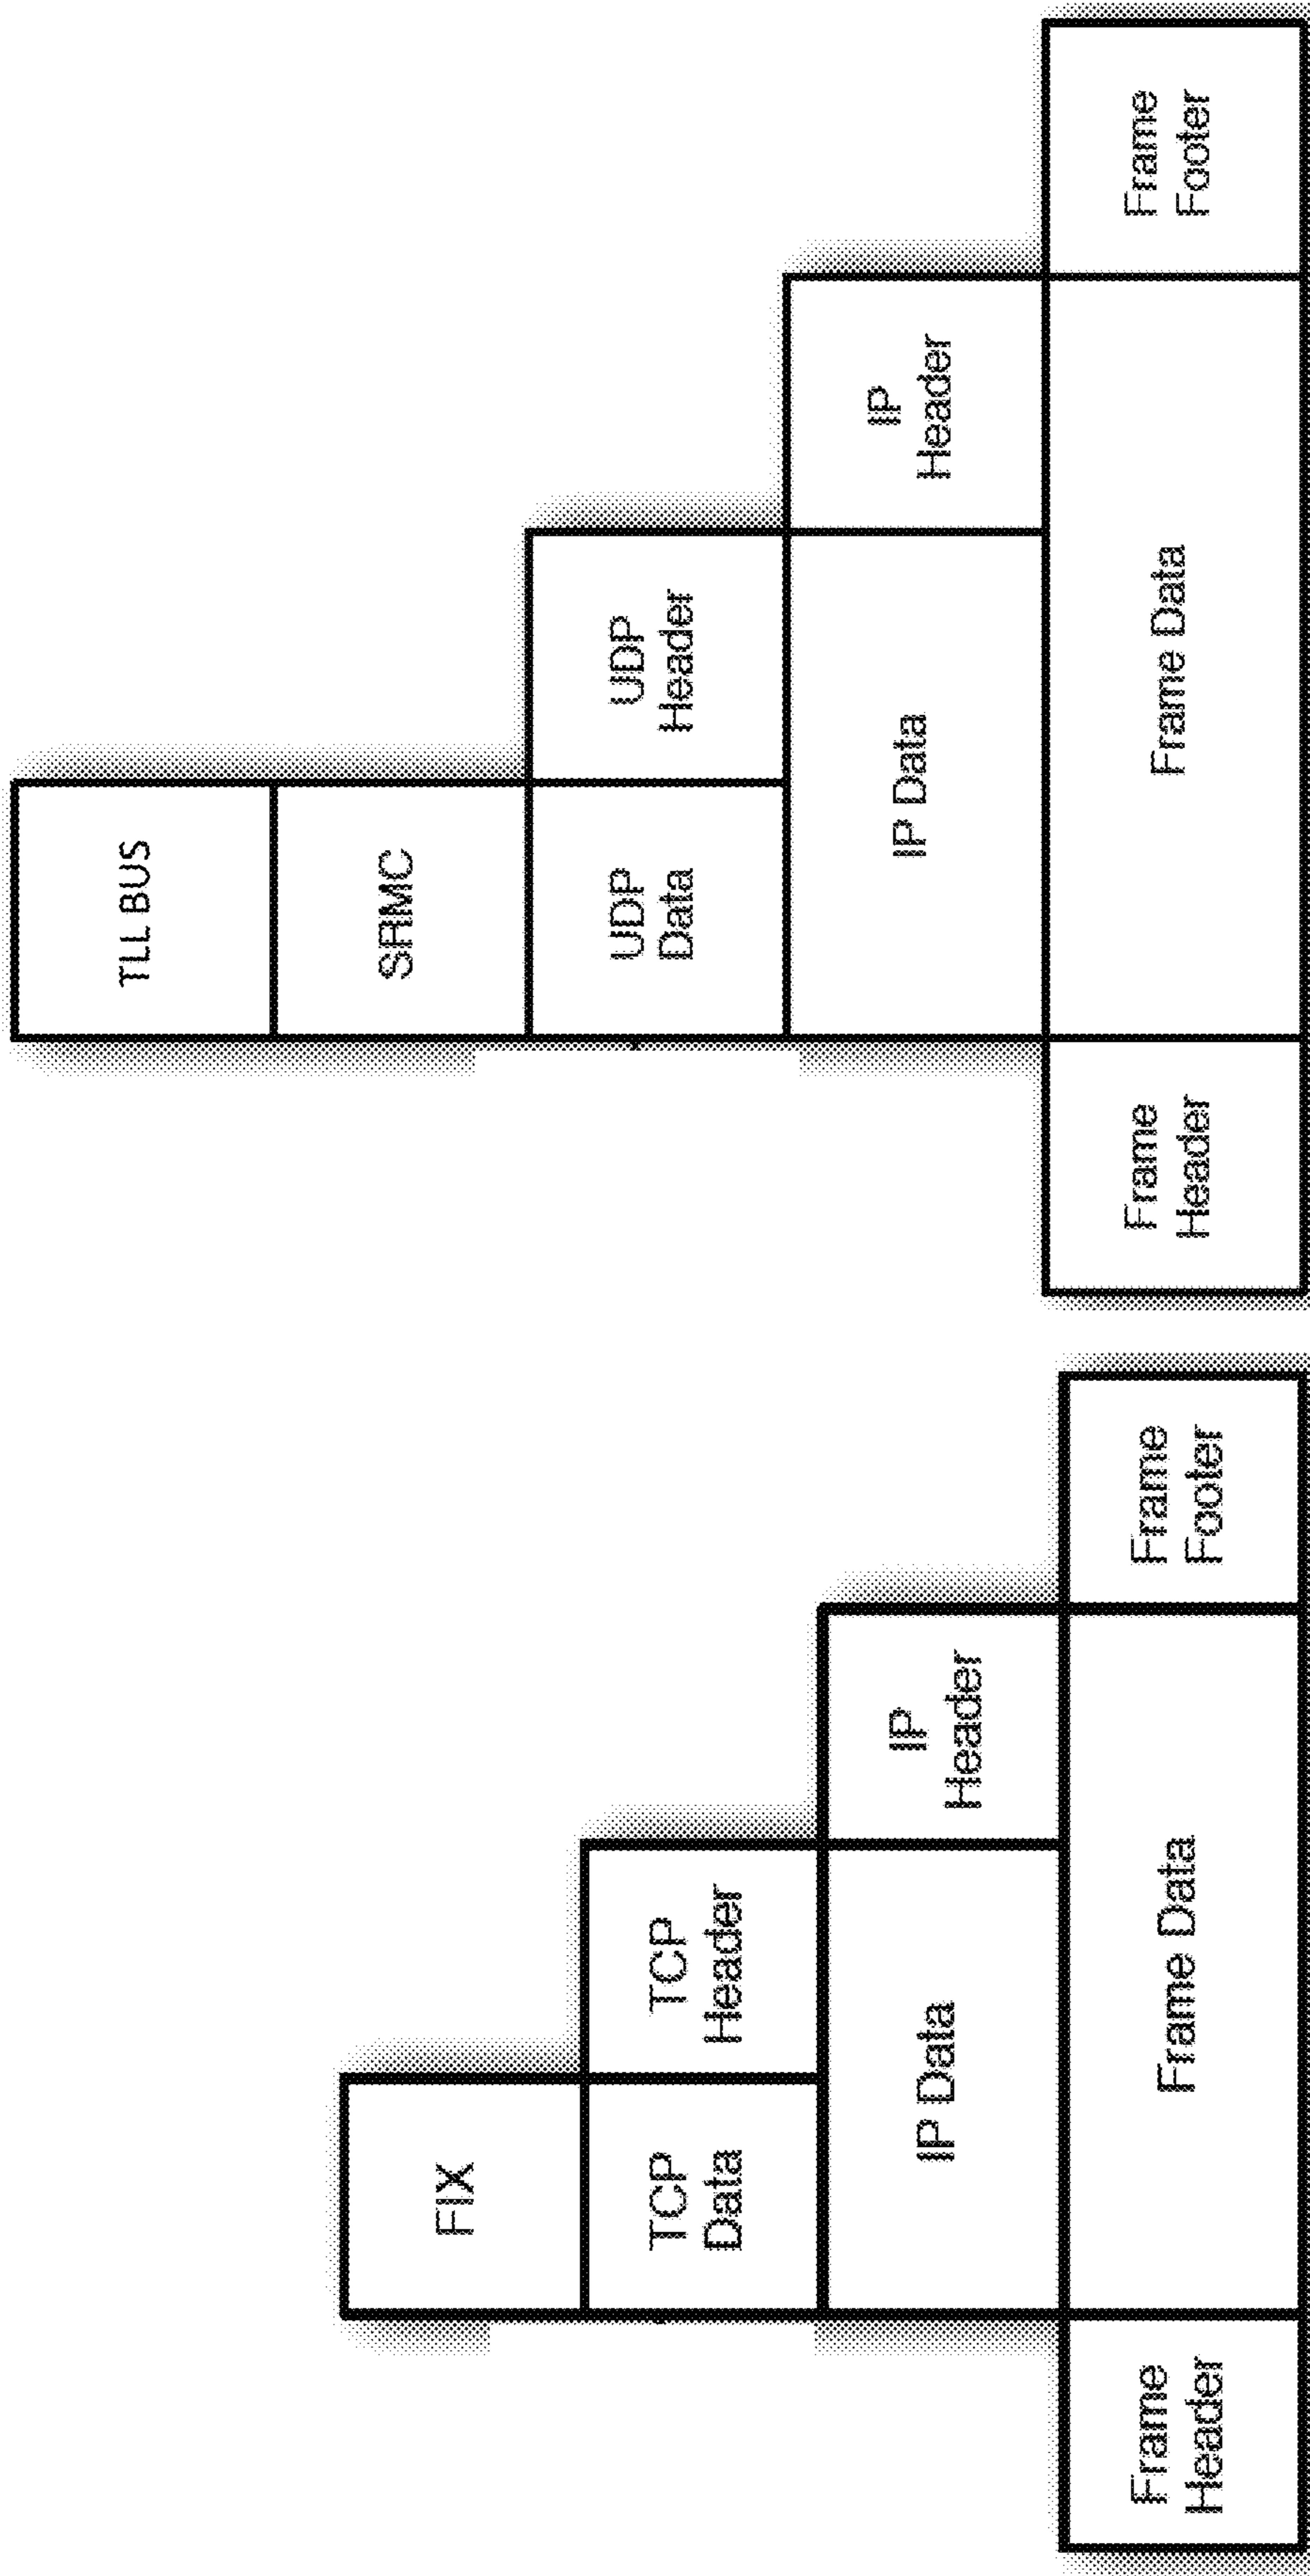 FIX
TCP
Data
TCP
Header
IP Data
IP
Header
Frame
Header
Frame Data
Frame
Footer
TLL BUS
SRMC
UDP
Data
UDP
Header
IP Data
IP
Header
Frame
Header
Frame Data
Frame
Footer